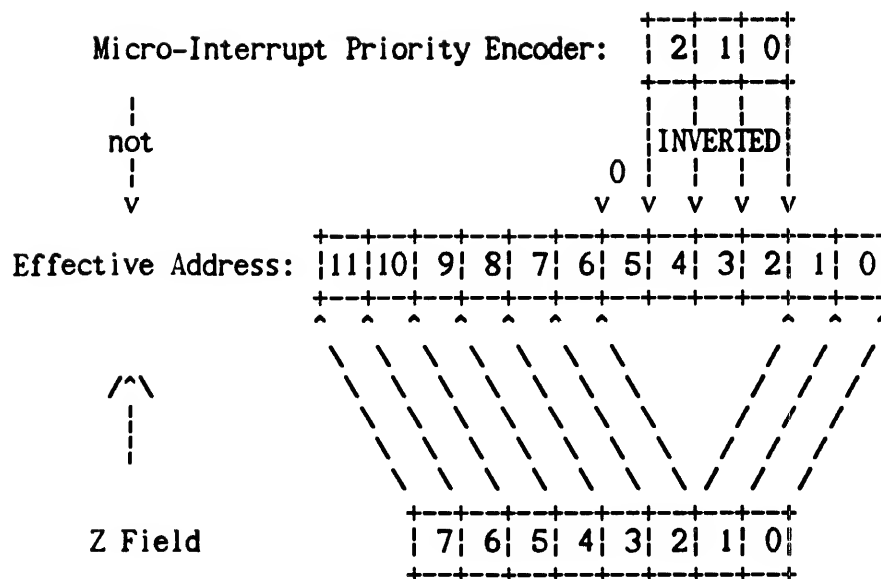 Micro-Interrupt Priority Encoder: | 2| 1| 0|
not INVERTED
0
v v v v v v
Effective Address: |11|10| 9| 8| 7| 6| 5| 4| 3| 2| 1| 0
Z Field | 7| 6| 5| 4| 3| 2| 1| 0|